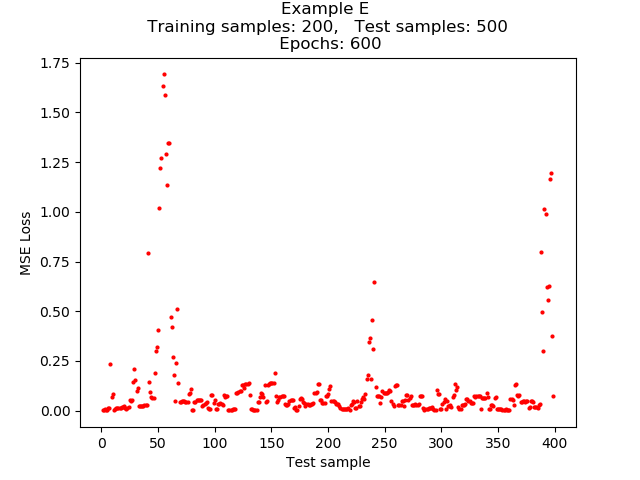 Example E
Training samples: 200,   Test samples: 500
Epochs: 600
1.75
1.50
1.25
1.00
0.75
0.50
0.25
0.00
MSE Loss
0 50 100 150 200 250 300 350 400
Test sample